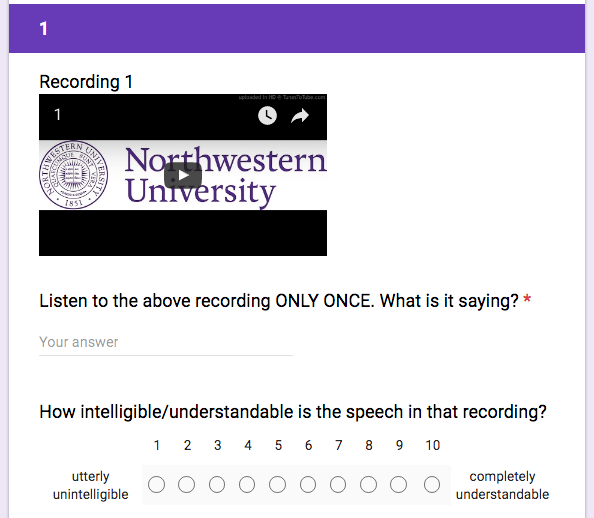 1
Recording 1
uploaded in HD @ TunesToTube.com
1
NORTHWESTERN UNIVERSITY
1851
Northwestern
University
Listen to the above recording ONLY ONCE. What is it saying? *
Your answer
How intelligible/understandable is the speech in that recording?
1 2 3 4 5 6 7 8 9 10
utterly
unintelligible
completely
understandable